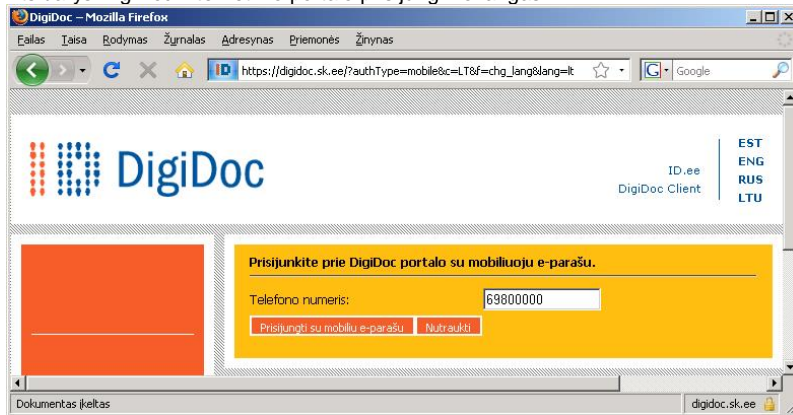 DigiDoc – Mozilla Firefox
Failas Taisa Rodymas Žurnalas Adresynas Priemonės Žinynas
ID https://digidoc.sk.ee/?authType=mobile&c=LT&f=chg_lang&lang=lt G Google
DigiDoc
ID.ee
DigiDoc Client
EST
ENG
RUS
LTU
Prisijunkite prie DigiDoc portalo su mobiliuoju e-parašu.
Telefono numeris: 69800000
Prisijungti su mobiliu e-parašu Nutraukti
Dokumentas įkeltas digidoc.sk.ee